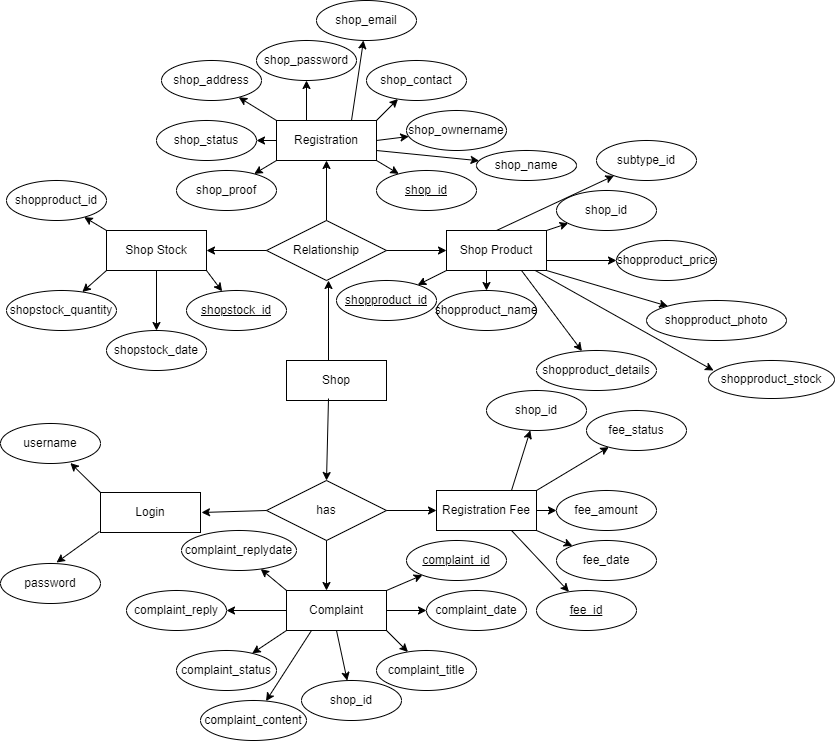 shop_email
shop_password
shop_address
shop_contact
shop_status
Registration
shop_ownername
shop_name
subtype_id
shop_proof
shop_id
shopproduct_id
shop_id
Shop Stock
Relationship
Shop Product
shopproduct_price
shopstock_quantity
shopstock_id
shopproduct_id
shopproduct_name
shopproduct_photo
shopstock_date
shopproduct_details
Shop
shopproduct_stock
shop_id
fee_status
username
Login
has
Registration Fee
fee_amount
complaint_replydate
complaint_id
fee_date
password
complaint_reply
Complaint
complaint_date
fee_id
complaint_status
complaint_title
shop_id
complaint_content